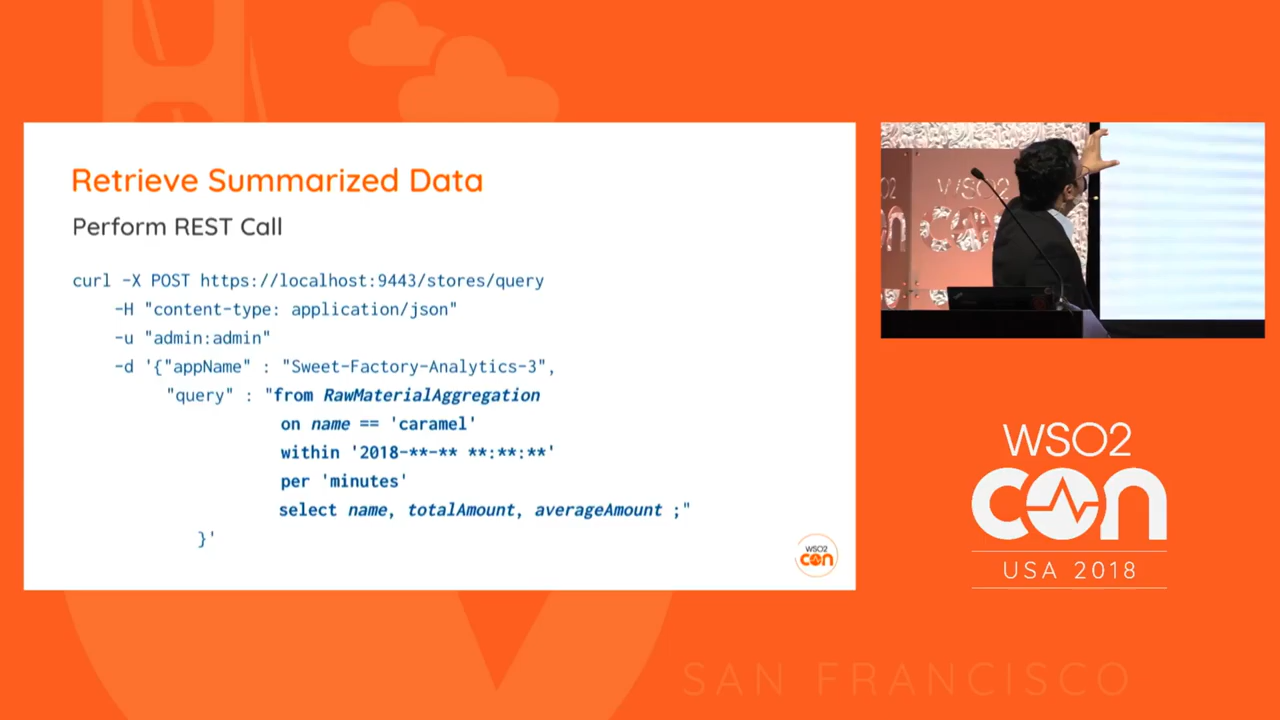 Retrieve Summarized Data
Perform REST Call
curl -X POST https://localhost:9443/stores/query
-H "content-type: application/json"
-u "admin:admin"
-d '{"appName" : "Sweet-Factory-Analytics-3",
"query" : "from RawMaterialAggregation
on name == 'caramel'
within '2018-**-** **:**:**'
per 'minutes'
select name, totalAmount, averageAmount ;"
}'
WSO2
con
WSO2
CON
WSO2
CON
USA 2018
SAN FRANCISCO